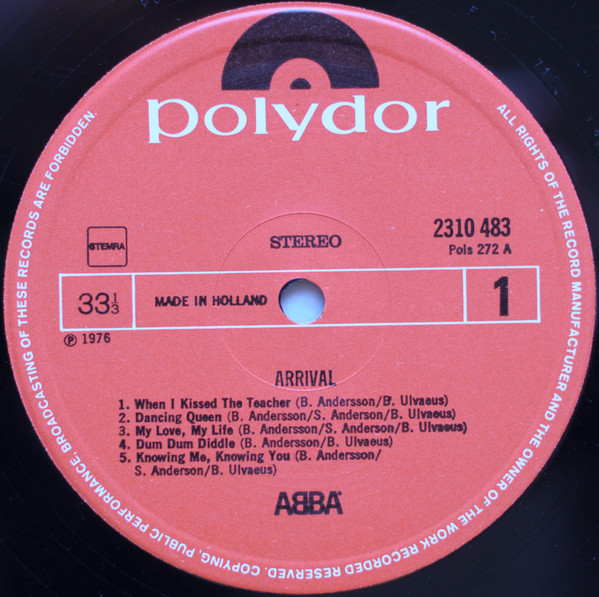 polydor
2310 483
STEMRA
STEREO
Pols 272 A
33⅓
MADE IN HOLLAND
1
Ⓟ 1976
ARRIVAL
1. When I Kissed The Teacher (B. Andersson/B. Ulvaeus)
2. Dancing Queen (B. Andersson/S. Anderson/B. Ulvaeus)
3. My Love, My Life (B. Andersson/S. Anderson/B. Ulvaeus)
4. Dum Dum Diddle (B. Andersson/B. Ulvaeus)
5. Knowing Me, Knowing You (B. Andersson/
S. Anderson/B. Ulvaeus)
ABBA
ALL RIGHTS OF THE RECORD MANUFACTURER AND THE OWNER OF THE WORK RECORDED RESERVED. COPYING, PUBLIC PERFORMANCE, BROADCASTING OF THESE RECORDS ARE FORBIDDEN.